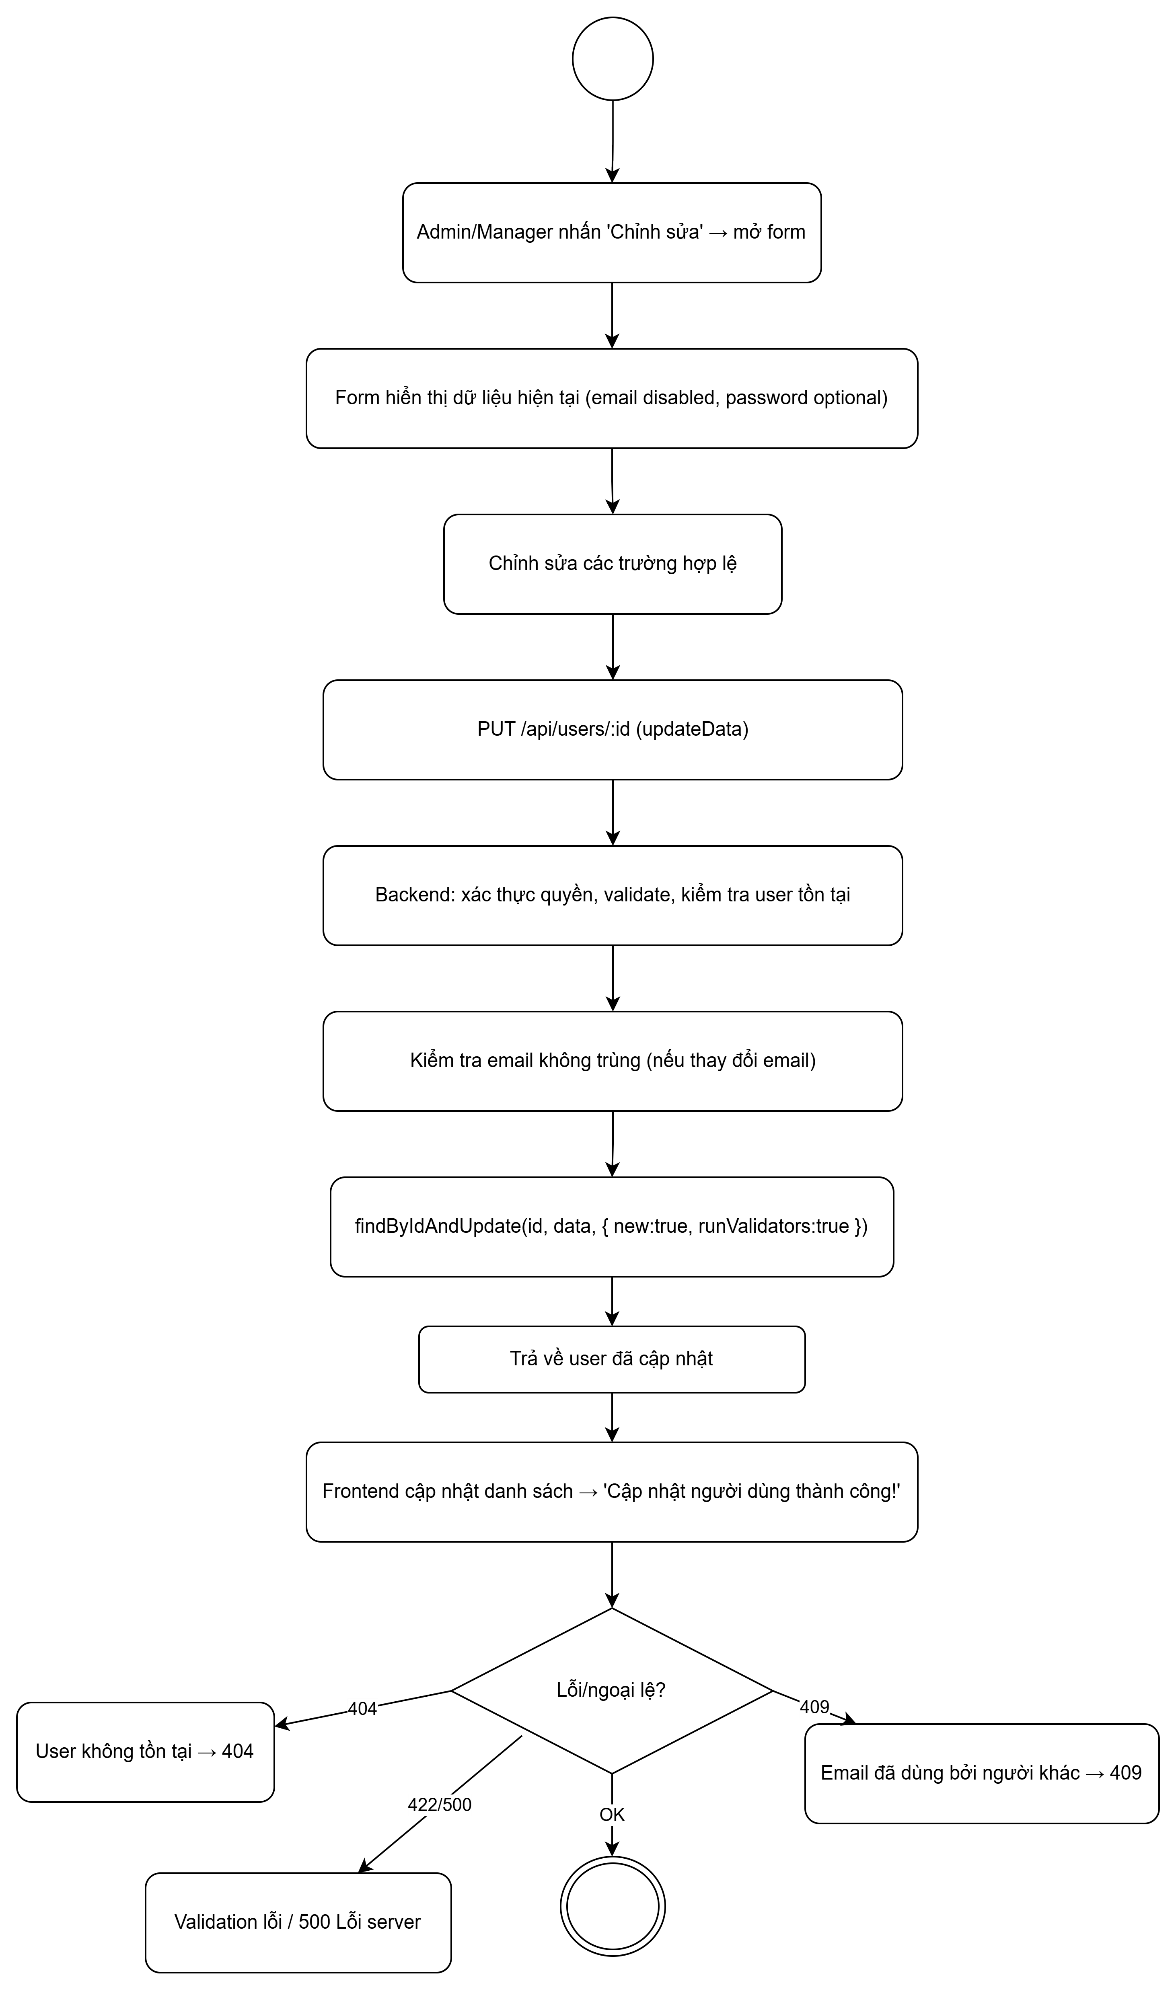 Admin/Manager nhấn 'Chỉnh sửa' → mở form
Form hiển thị dữ liệu hiện tại (email disabled, password optional)
Chỉnh sửa các trường hợp lệ
PUT /api/users/:id (updateData)
Backend: xác thực quyền, validate, kiểm tra user tồn tại
Kiểm tra email không trùng (nếu thay đổi email)
findByIdAndUpdate(id, data, { new:true, runValidators:true })
Trả về user đã cập nhật
Frontend cập nhật danh sách → 'Cập nhật người dùng thành công!'
Lỗi/ngoại lệ?
404
409
User không tồn tại → 404
Email đã dùng bởi người khác → 409
422/500
OK
Validation lỗi / 500 Lỗi server